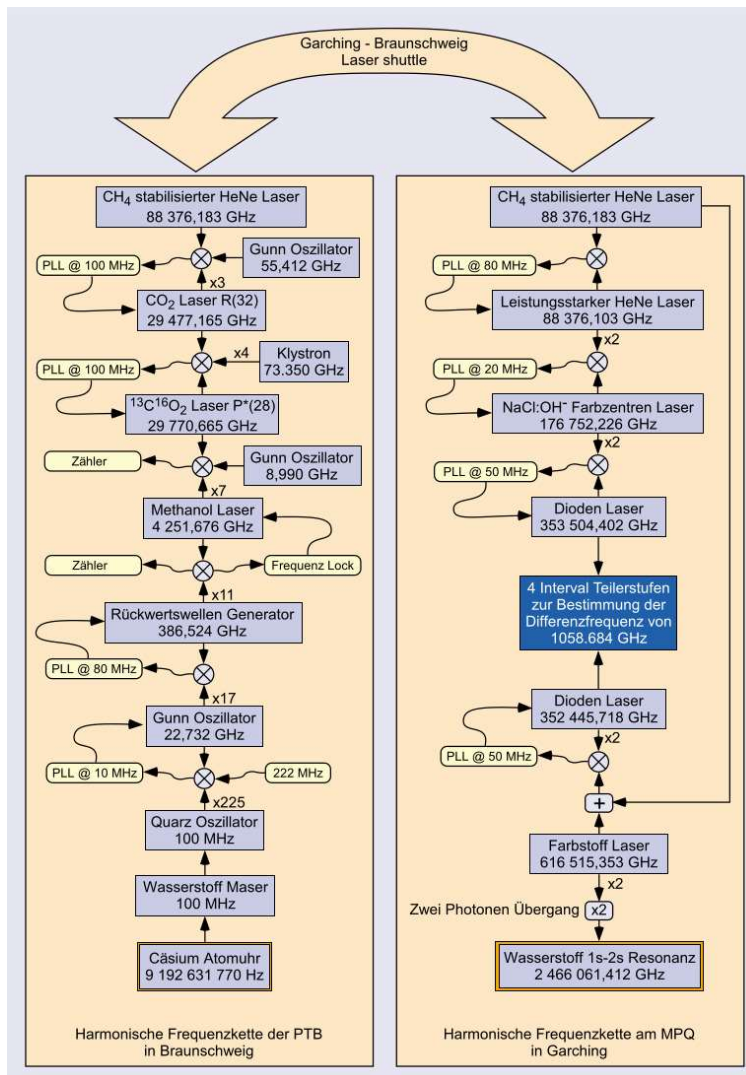 Garching - Braunschweig
Laser shuttle
CH4 stabilisierter HeNe Laser
88 376,183 GHz
Gunn Oszillator
55,412 GHz
PLL @ 100 MHz
x3
CO2 Laser R(32)
29 477,165 GHz
x4
Klystron
73.350 GHz
PLL @ 100 MHz
13C16O2 Laser P*(28)
29 770,665 GHz
Zähler
Gunn Oszillator
8,990 GHz
x7
Methanol Laser
4 251,676 GHz
Zähler
Frequenz Lock
x11
Rückwertswellen Generator
386,524 GHz
PLL @ 80 MHz
x17
Gunn Oszillator
22,732 GHz
PLL @ 10 MHz
222 MHz
x225
Quarz Oszillator
100 MHz
Wasserstoff Maser
100 MHz
Cäsium Atomuhr
9 192 631 770 Hz
Harmonische Frequenzkette der PTB
in Braunschweig
CH4 stabilisierter HeNe Laser
88 376,183 GHz
PLL @ 80 MHz
Leistungsstarker HeNe Laser
88 376,103 GHz
x2
PLL @ 20 MHz
NaCl:OH- Farbzentren Laser
176 752,226 GHz
x2
PLL @ 50 MHz
Dioden Laser
353 504,402 GHz
4 Interval Teilerstufen
zur Bestimmung der
Differenzfrequenz von
1058.684 GHz
Dioden Laser
352 445,718 GHz
x2
PLL @ 50 MHz
+
Farbstoff Laser
616 515,353 GHz
x2
Zwei Photonen Übergang
x2
Wasserstoff 1s-2s Resonanz
2 466 061,412 GHz
Harmonische Frequenzkette am MPQ
in Garching